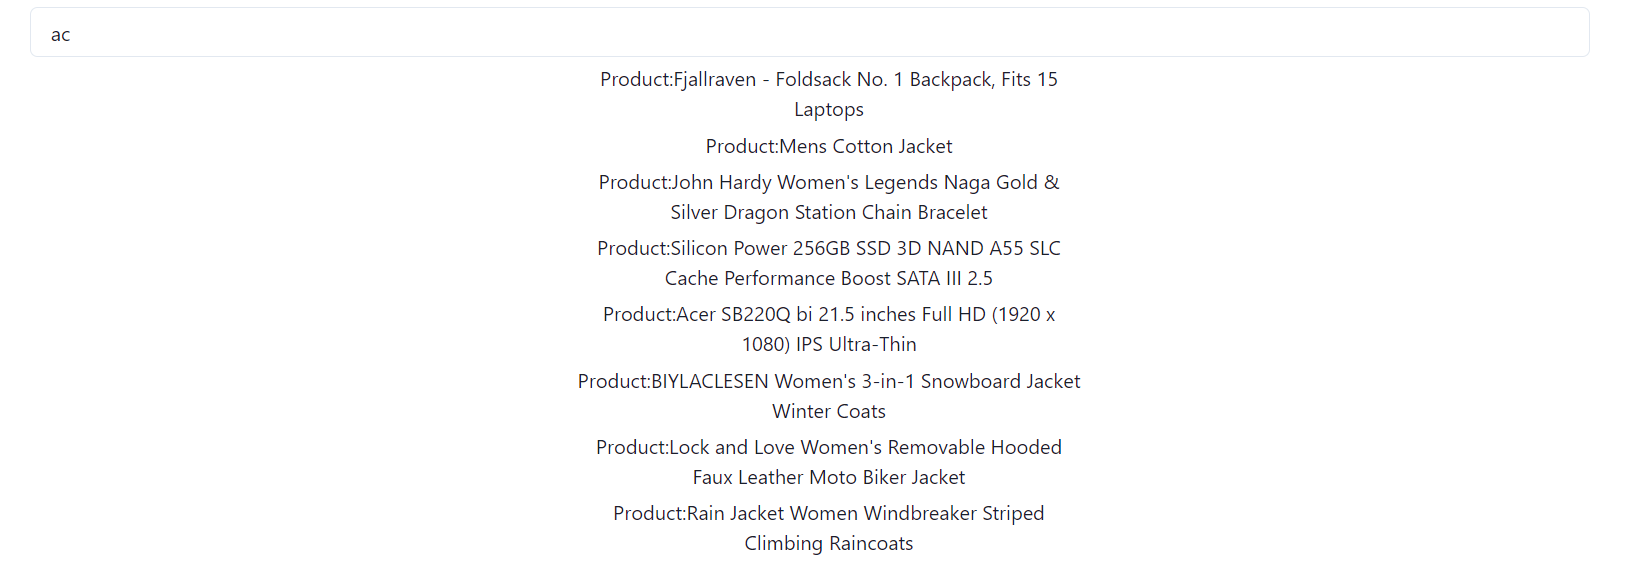 ac
Product:Fjallraven - Foldsack No. 1 Backpack, Fits 15
Laptops
Product:Mens Cotton Jacket
Product:John Hardy Women's Legends Naga Gold &
Silver Dragon Station Chain Bracelet
Product:Silicon Power 256GB SSD 3D NAND A55 SLC
Cache Performance Boost SATA III 2.5
Product:Acer SB220Q bi 21.5 inches Full HD (1920 x
1080) IPS Ultra-Thin
Product:BIYLACLESEN Women's 3-in-1 Snowboard Jacket
Winter Coats
Product:Lock and Love Women's Removable Hooded
Faux Leather Moto Biker Jacket
Product:Rain Jacket Women Windbreaker Striped
Climbing Raincoats